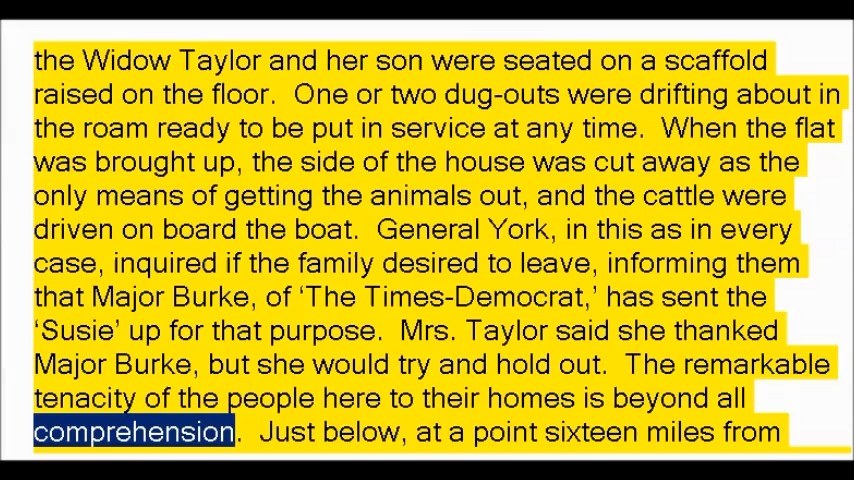 the Widow Taylor and her son were seated on a scaffold
raised on the floor.  One or two dug-outs were drifting about in
the roam ready to be put in service at any time.  When the flat
was brought up, the side of the house was cut away as the
only means of getting the animals out, and the cattle were
driven on board the boat.  General York, in this as in every
case, inquired if the family desired to leave, informing them
that Major Burke, of ‘The Times-Democrat,’ has sent the
‘Susie’ up for that purpose.  Mrs. Taylor said she thanked
Major Burke, but she would try and hold out.  The remarkable
tenacity of the people here to their homes is beyond all
comprehension.  Just below, at a point sixteen miles from